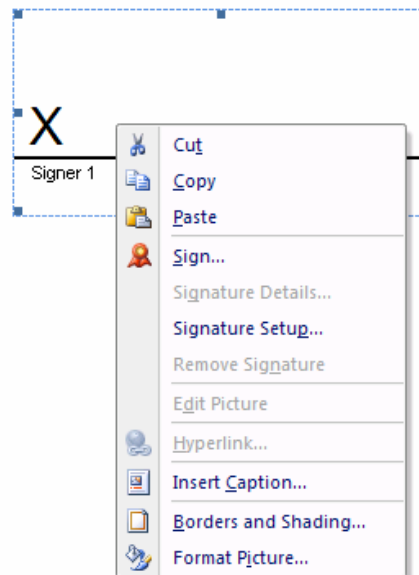 X
Signer 1
Cut
Copy
Paste
Sign...
Signature Details...
Signature Setup...
Remove Signature
Edit Picture
Hyperlink...
Insert Caption...
Borders and Shading...
Format Picture...